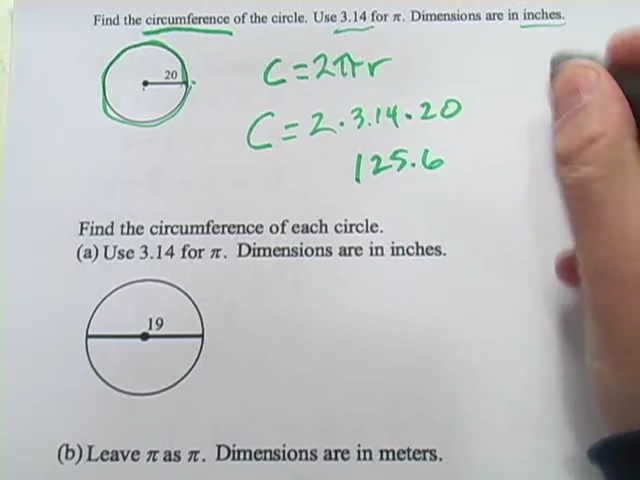 Find the circumference of the circle. Use 3.14 for π. Dimensions are in inches.
20
C=2πr
C=2·3.14·20
125.6
Find the circumference of each circle.
(a) Use 3.14 for π. Dimensions are in inches.
19
(b) Leave π as π. Dimensions are in meters.